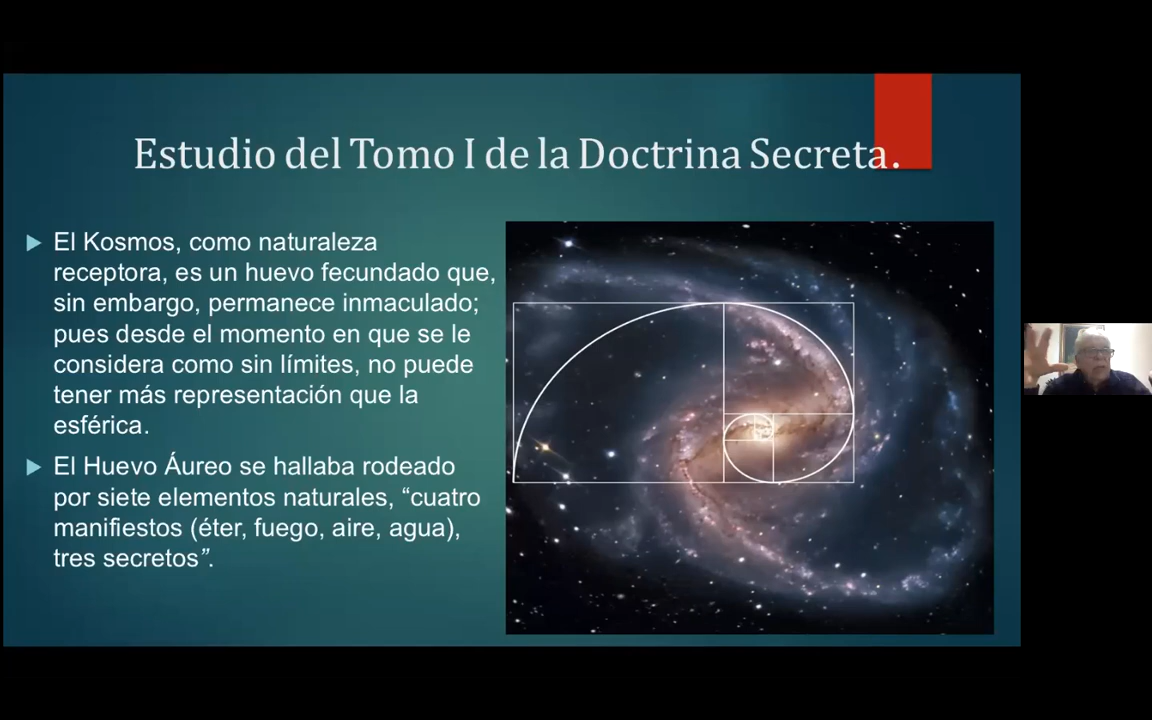 Estudio del Tomo I de la Doctrina Secreta.
El Kosmos, como naturaleza
receptora, es un huevo fecundado que,
sin embargo, permanece inmaculado;
pues desde el momento en que se le
considera como sin límites, no puede
tener más representación que la
esférica.
El Huevo Áureo se hallaba rodeado
por siete elementos naturales, “cuatro
manifiestos (éter, fuego, aire, agua),
tres secretos”.